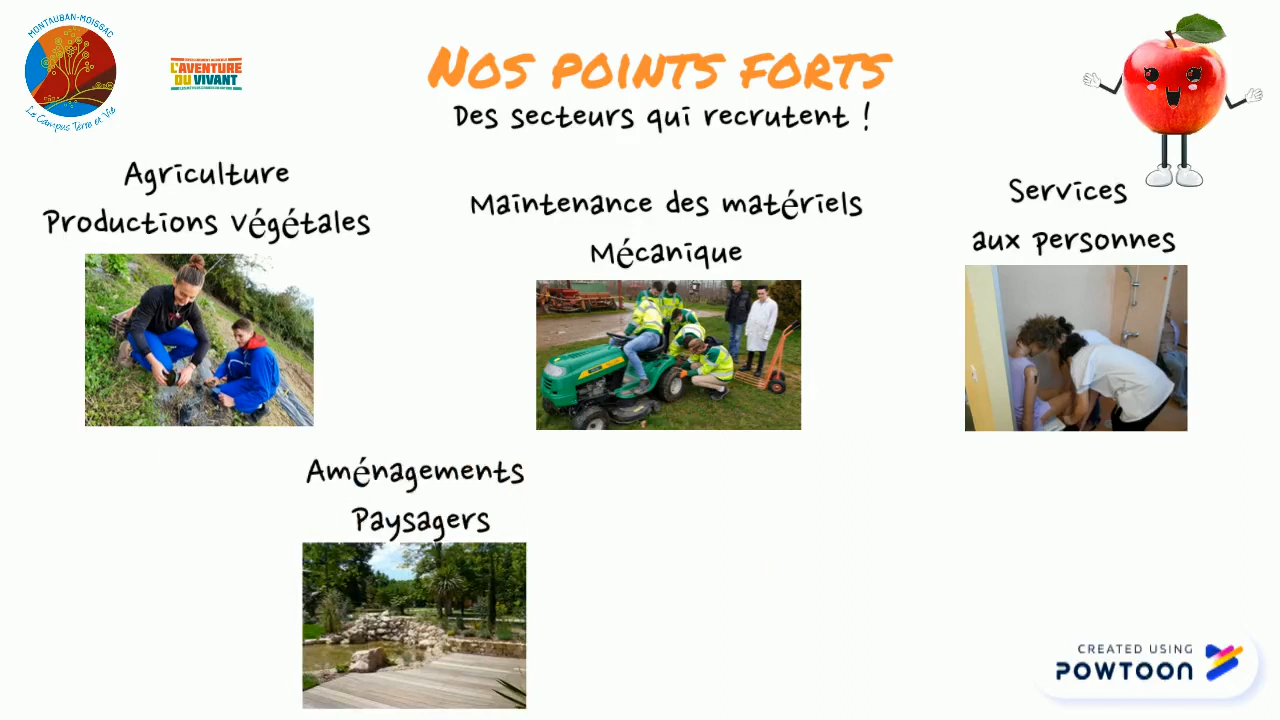 MONTAUBAN-MOISSAC
Le Campus Terre et Vie
L'AVENTURE
DU VIVANT
Nos points forts
Des secteurs qui recrutent !
Agriculture
Productions végétales
Maintenance des matériels
Mécanique
Services
aux personnes
Aménagements
Paysagers
CREATED USING
POWTOON